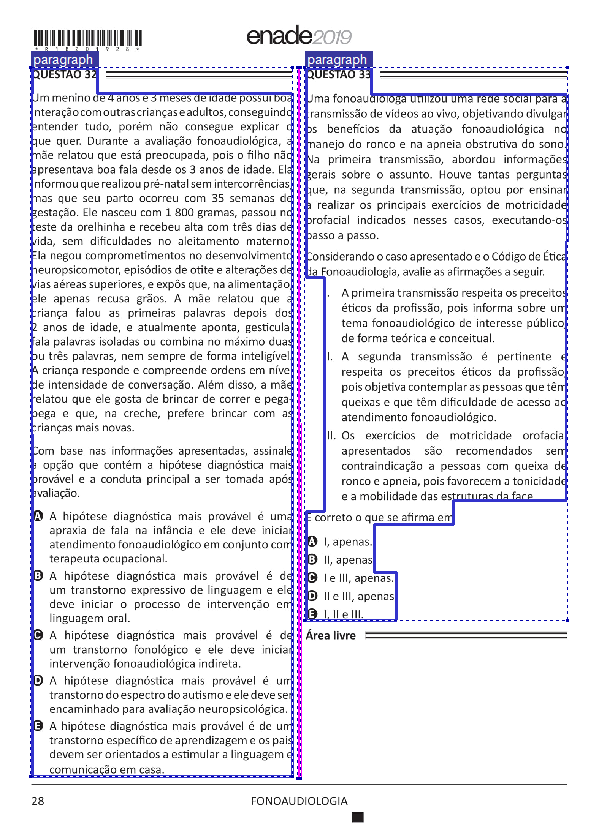 enade2019
paragraph
QUESTÃO 32
Um menino de 4 anos e 3 meses de idade possui boa
interação com outras crianças e adultos, conseguindo
entender tudo, porém não consegue explicar o
que quer. Durante a avaliação fonoaudiológica, a
mãe relatou que está preocupada, pois o filho não
apresentava boa fala desde os 3 anos de idade. Ela
informou que realizou pré-natal sem intercorrências,
mas que seu parto ocorreu com 35 semanas de
gestação. Ele nasceu com 1 800 gramas, passou no
teste da orelhinha e recebeu alta com três dias de
vida, sem dificuldades no aleitamento materno.
Ela negou comprometimentos no desenvolvimento
neuropsicomotor, episódios de otite e alterações de
vias aéreas superiores, e expôs que, na alimentação,
ele apenas recusa grãos. A mãe relatou que a
criança falou as primeiras palavras depois dos
2 anos de idade, e atualmente aponta, gesticula,
fala palavras isoladas ou combina no máximo duas
ou três palavras, nem sempre de forma inteligível.
A criança responde e compreende ordens em nível
de intensidade de conversação. Além disso, a mãe
relatou que ele gosta de brincar de correr e pega-
pega e que, na creche, prefere brincar com as
crianças mais novas.
Com base nas informações apresentadas, assinale
a opção que contém a hipótese diagnóstica mais
provável e a conduta principal a ser tomada após
avaliação.
A A hipótese diagnóstica mais provável é uma
apraxia de fala na infância e ele deve iniciar
atendimento fonoaudiológico em conjunto com
terapeuta ocupacional.
B A hipótese diagnóstica mais provável é de
um transtorno expressivo de linguagem e ele
deve iniciar o processo de intervenção em
linguagem oral.
C A hipótese diagnóstica mais provável é de
um transtorno fonológico e ele deve iniciar
intervenção fonoaudiológica indireta.
D A hipótese diagnóstica mais provável é um
transtorno do espectro do autismo e ele deve ser
encaminhado para avaliação neuropsicológica.
E A hipótese diagnóstica mais provável é de um
transtorno específico de aprendizagem e os pais
devem ser orientados a estimular a linguagem e
comunicação em casa.
paragraph
QUESTÃO 33
Uma fonoaudióloga utilizou uma rede social para a
transmissão de vídeos ao vivo, objetivando divulgar
os benefícios da atuação fonoaudiológica no
manejo do ronco e na apneia obstrutiva do sono.
Na primeira transmissão, abordou informações
gerais sobre o assunto. Houve tantas perguntas
que, na segunda transmissão, optou por ensinar
a realizar os principais exercícios de motricidade
orofacial indicados nesses casos, executando-os
passo a passo.
Considerando o caso apresentado e o Código de Ética
da Fonoaudiologia, avalie as afirmações a seguir.
I. A primeira transmissão respeita os preceitos
éticos da profissão, pois informa sobre um
tema fonoaudiológico de interesse público,
de forma teórica e conceitual.
II. A segunda transmissão é pertinente e
respeita os preceitos éticos da profissão,
pois objetiva contemplar as pessoas que têm
queixas e que têm dificuldade de acesso ao
atendimento fonoaudiológico.
III. Os exercícios de motricidade orofacial
apresentados são recomendados sem
contraindicação a pessoas com queixa de
ronco e apneia, pois favorecem a tonicidade
e a mobilidade das estruturas da face.
É correto o que se afirma em
A I, apenas.
B II, apenas.
C I e III, apenas.
D II e III, apenas.
E I, II e III.
Área livre
28
FONOAUDIOLOGIA